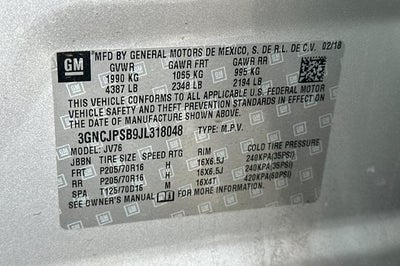 GM
MFD BY GENERAL MOTORS DE MEXICO, S. DE R.L. DE C.V. 02/18
GVWR GAWR FRT GAWR RR
1990 KG 1065 KG 995 KG
4387 LB 2348 LB 2194 LB
THIS VEHICLE CONFORMS TO ALL APPLICABLE U.S. FEDERAL MOTOR
VEHICLE SAFETY AND THEFT PREVENTION STANDARDS IN EFFECT ON
THE DATE OF MANUFACTURE SHOWN ABOVE.
3GNCJPSB9JL318048 TYPE: M.P.V.
MODEL: JV76
JBBN TIRE SIZE SPEED RTG RIM COLD TIRE PRESSURE
FRT P205/70R16 H 16X6.5J 240KPA(35PSI)
RR P205/70R16 H 16X6.5J 240KPA(35PSI)
SPA T125/70D16 M 16X4T 420KPA(60PSI)
SEE OWNER'S MANUAL FOR MORE INFORMATION.